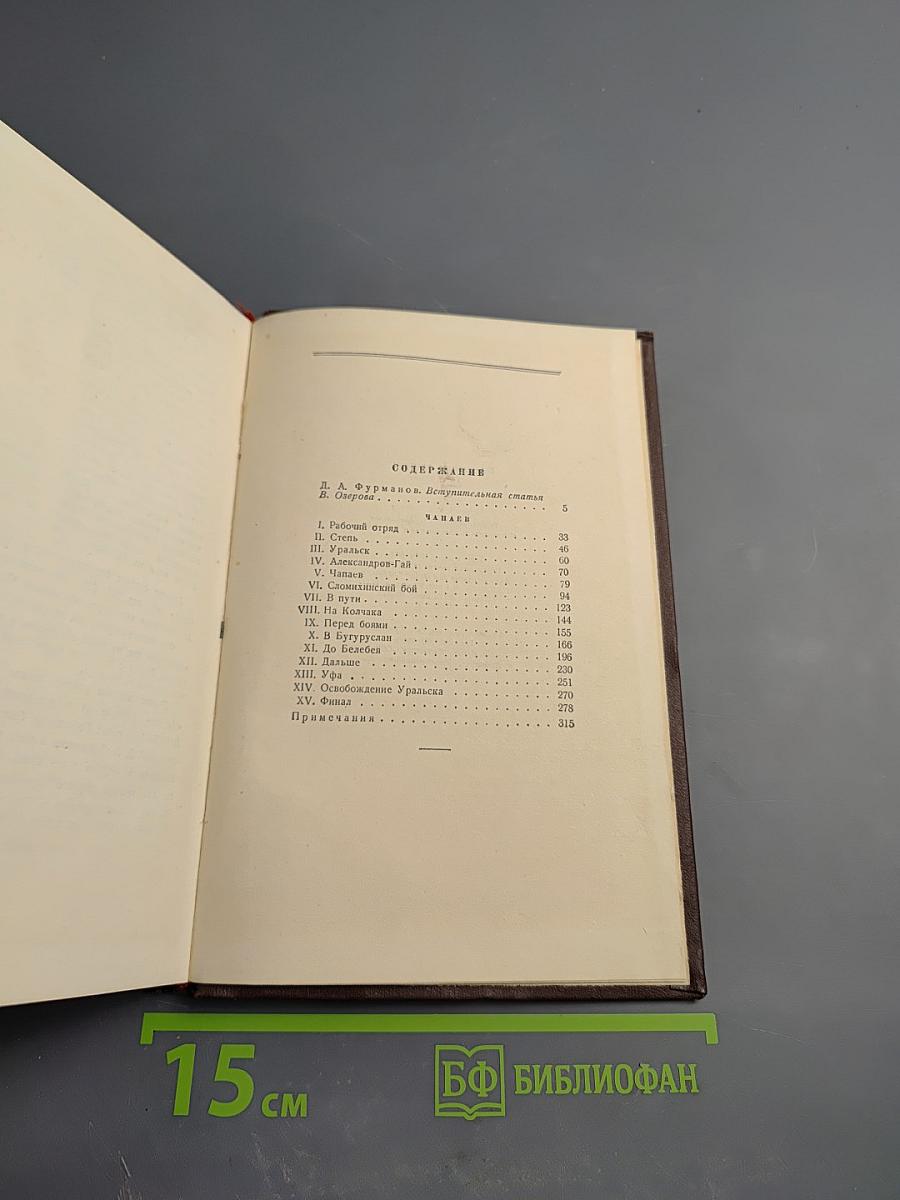 СОДЕРЖАНИЕ
Д. А. Фурманов. Вступительная статья
В. Озерова . . . . . . . . . . . . . . . . . . 5
ЧАПАЕВ
I. Рабочий отряд . . . . . . . . . . . . . . . 33
II. Степь . . . . . . . . . . . . . . . . . . 46
III. Уральск . . . . . . . . . . . . . . . . . 60
IV. Александров-Гай . . . . . . . . . . . . . 70
V. Чапаев . . . . . . . . . . . . . . . . . . 79
VI. Сломихинский бой . . . . . . . . . . . . 94
VII. В пути . . . . . . . . . . . . . . . . . . 123
VIII. На Колчака . . . . . . . . . . . . . . . 144
IX. Перед боями . . . . . . . . . . . . . . . 155
X. В Бугуруслан . . . . . . . . . . . . . . . 166
XI. До Белебея . . . . . . . . . . . . . . . . 196
XII. Дальше . . . . . . . . . . . . . . . . . 230
XIII. Уфа . . . . . . . . . . . . . . . . . . . 251
XIV. Освобождение Уральска . . . . . . . . . 270
XV. Финал . . . . . . . . . . . . . . . . . . 278
Примечания . . . . . . . . . . . . . . . . . 315
15 см
БФ БИБЛИОФАН